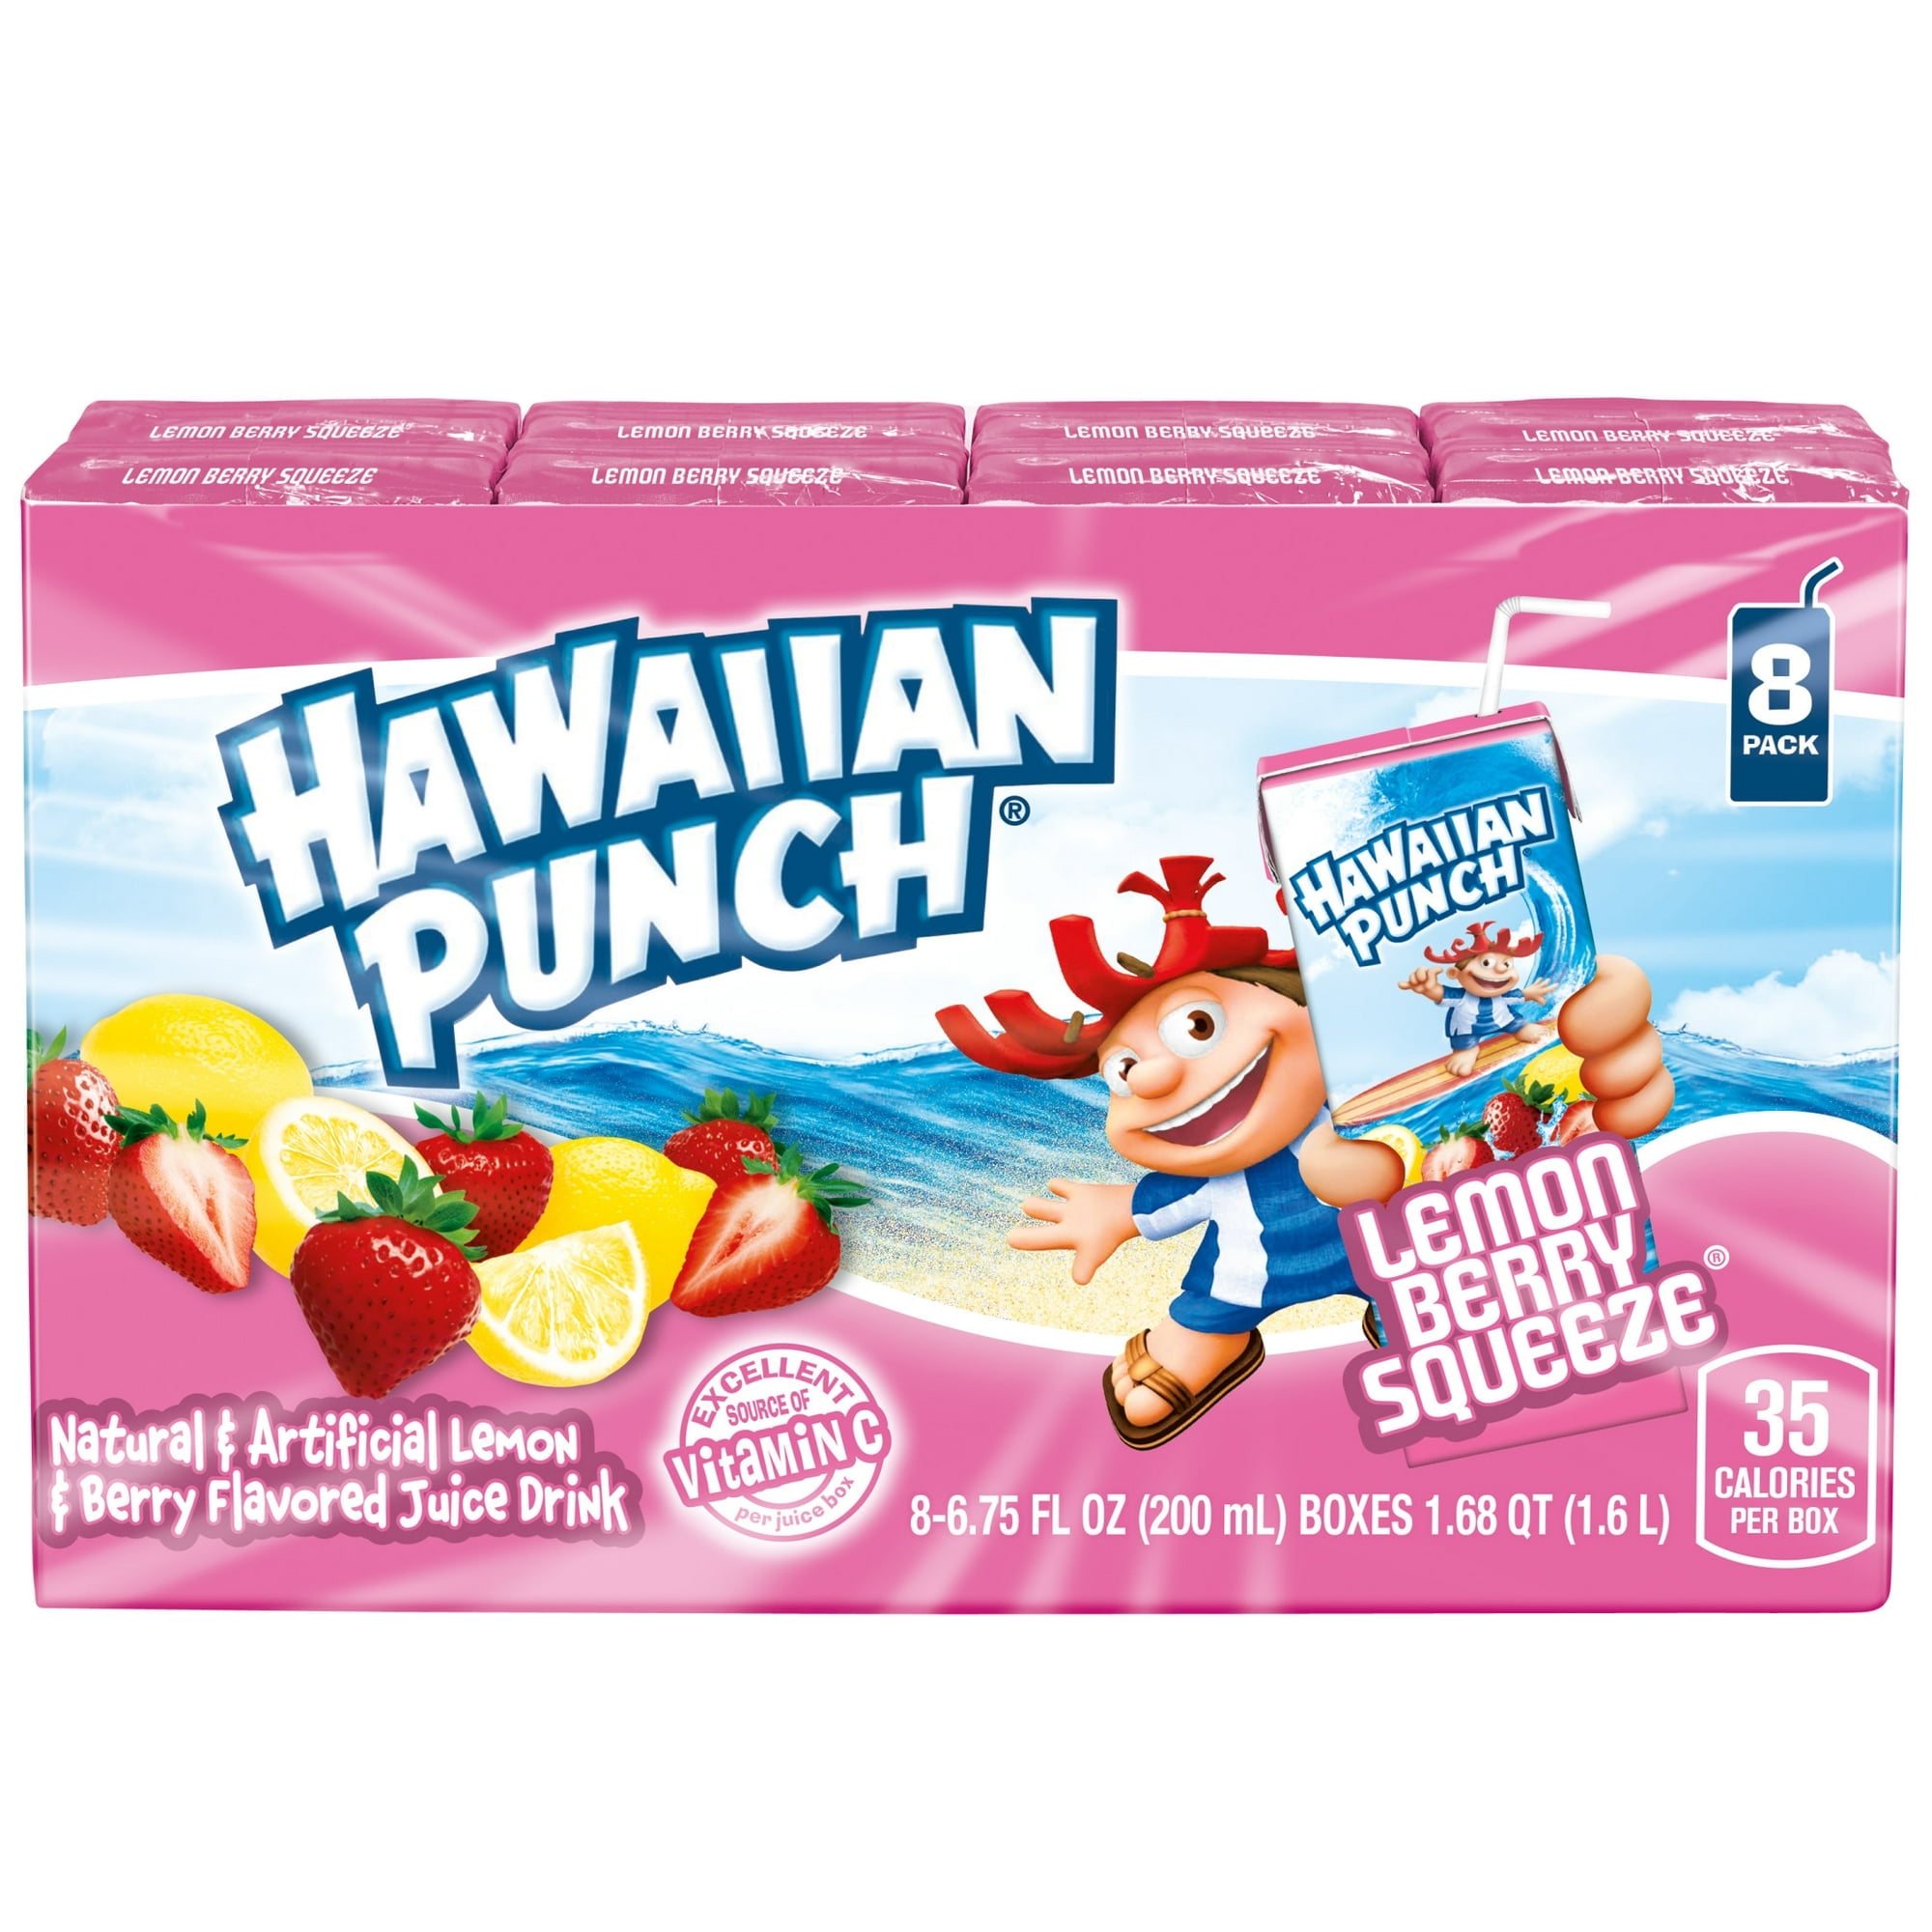 LEMON BERRY SQUEEZE
LEMON BERRY SQUEEZE
LEMON BERRY SQUEEZE
LEMON BERRY SQUEEZE
LEMON BERRY SQUEEZE
LEMON BERRY SQUEEZE
LEMON BERRY SQUEEZE
LEMON BERRY SQUEEZE
8
PACK
HAWAIIAN
PUNCH®
HAWAIIAN
PUNCH
LEMON
BERRY
SQUEEZE®
Natural & Artificial Lemon
& Berry Flavored Juice Drink
EXCELLENT
SOURCE OF
VitaMiN C
per juice box
8-6.75 FL OZ (200 mL) BOXES 1.68 QT (1.6 L)
35
CALORIES
PER BOX